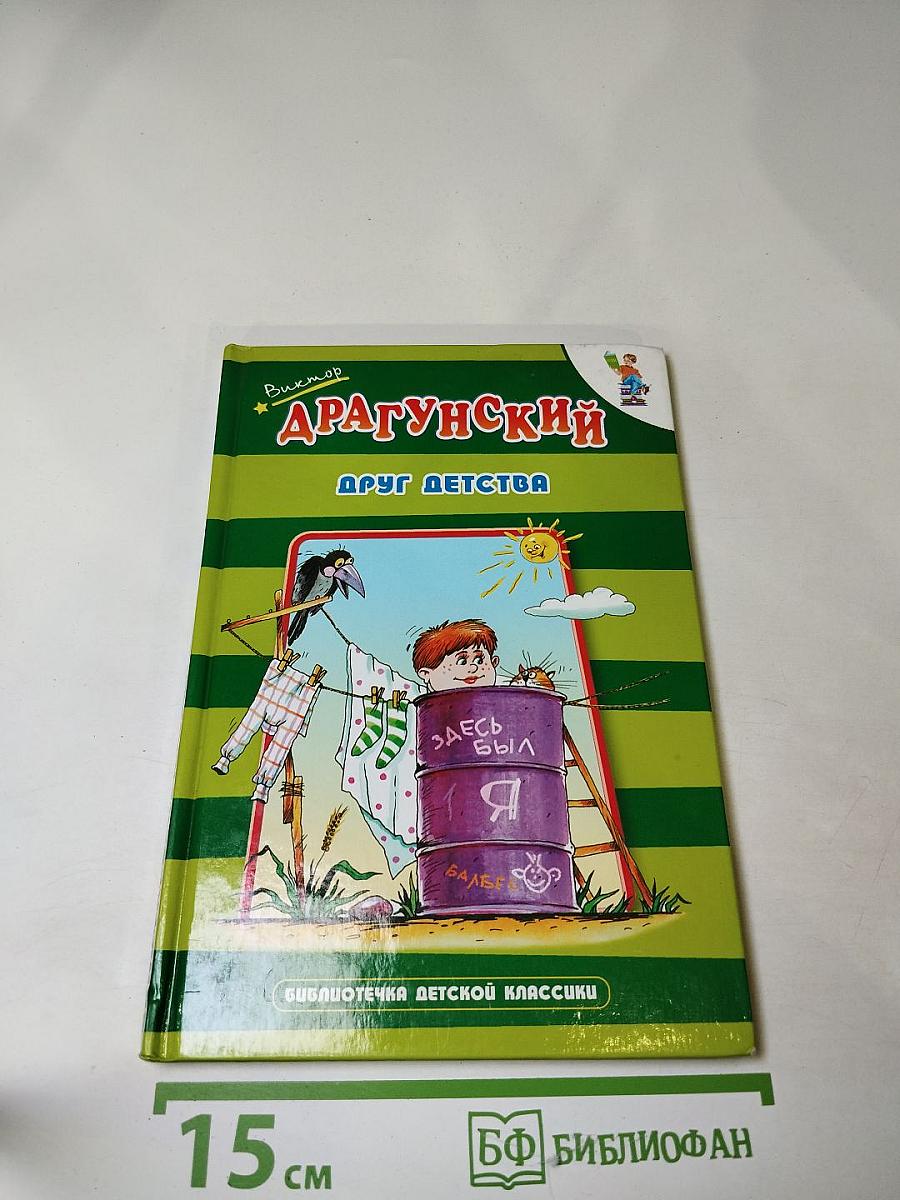 Виктор
ДРАГУНСКИЙ
ДРУГ ДЕТСТВА
ЗДЕСЬ
БЫЛ
Я
БАЛБЕС
БИБЛИОТЕЧКА ДЕТСКОЙ КЛАССИКИ
15 см
БФ БИБЛИОФАН